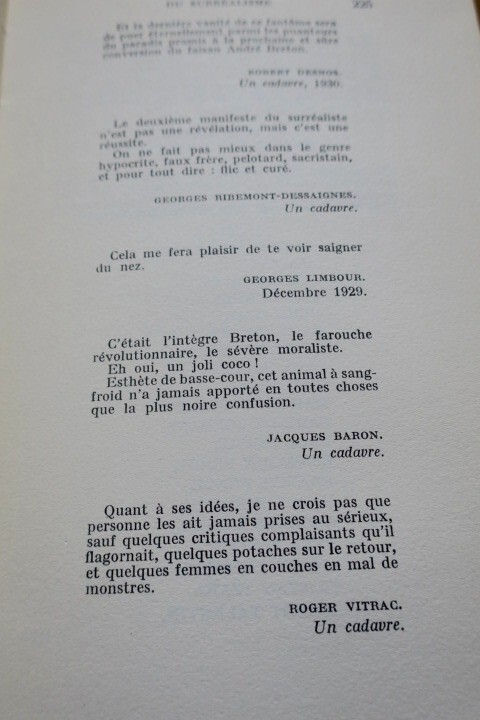 DU SURRÉALISME 225
Et la dernière vanité de ce fantôme sera
de puer éternellement parmi les puanteurs
du paradis promis à la prochaine et sûre
conversion du faisan André Breton.
ROBERT DESNOS.
Un cadavre, 1930.
Le deuxième manifeste du surréaliste
n'est pas une révélation, mais c'est une
réussite.
On ne fait pas mieux dans le genre
hypocrite, faux frère, pelotard, sacristain,
et pour tout dire : flic et curé.
GEORGES RIBEMONT-DESSAIGNES.
Un cadavre.
Cela me fera plaisir de te voir saigner
du nez.
GEORGES LIMBOUR.
Décembre 1929.
C'était l'intègre Breton, le farouche
révolutionnaire, le sévère moraliste.
Eh oui, un joli coco !
Esthète de basse-cour, cet animal à sang-
froid n'a jamais apporté en toutes choses
que la plus noire confusion.
JACQUES BARON.
Un cadavre.
Quant à ses idées, je ne crois pas que
personne les ait jamais prises au sérieux,
sauf quelques critiques complaisants qu'il
flagornait, quelques potaches sur le retour,
et quelques femmes en couches en mal de
monstres.
ROGER VITRAC.
Un cadavre.